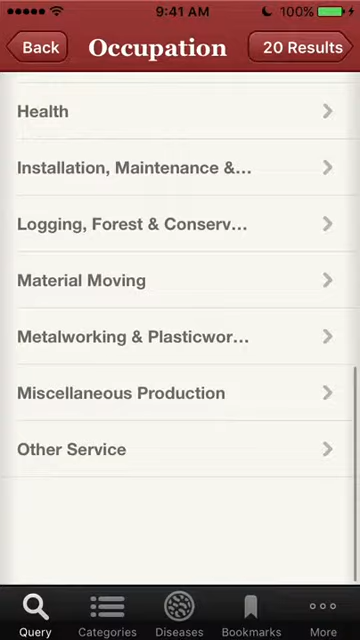 9:41 AM 100%
Back Occupation 20 Results
Health
Installation, Maintenance &...
Logging, Forest & Conserv...
Material Moving
Metalworking & Plasticwor...
Miscellaneous Production
Other Service
Query Categories Diseases Bookmarks More